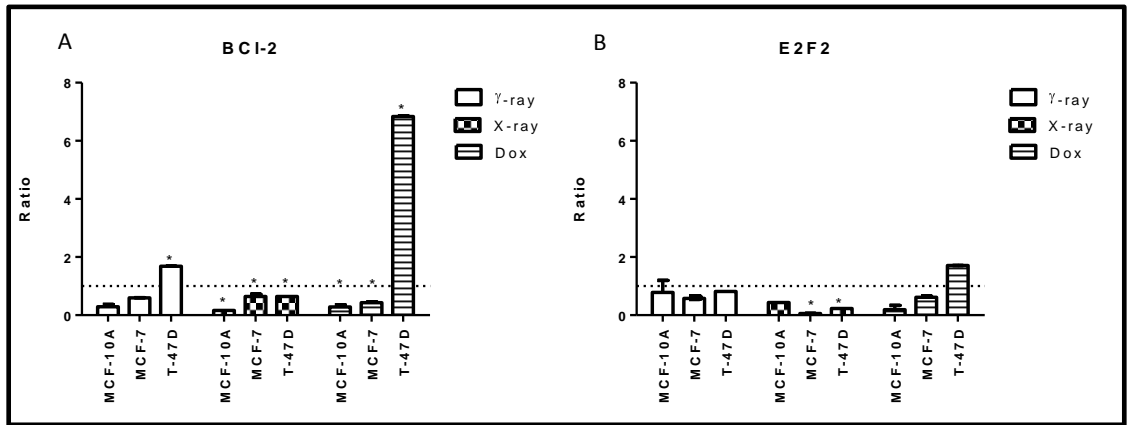 A
BCl-2
Ratio
8
6
4
2
0
*
*
*
*
*
*
*
MCF-10A
MCF-7
T-47D
MCF-10A
MCF-7
T-47D
MCF-10A
MCF-7
T-47D
γ-ray
X-ray
Dox
B
E2F2
Ratio
8
6
4
2
0
*
*
MCF-10A
MCF-7
T-47D
MCF-10A
MCF-7
T-47D
MCF-10A
MCF-7
T-47D
γ-ray
X-ray
Dox